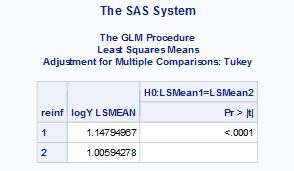 The SAS System
The GLM Procedure
Least Squares Means
Adjustment for Multiple Comparisons: Tukey
H0:LSMean1=LSMean2
reinf logY LSMEAN Pr > |t|
1 1.14794967 <.0001
2 1.00594278